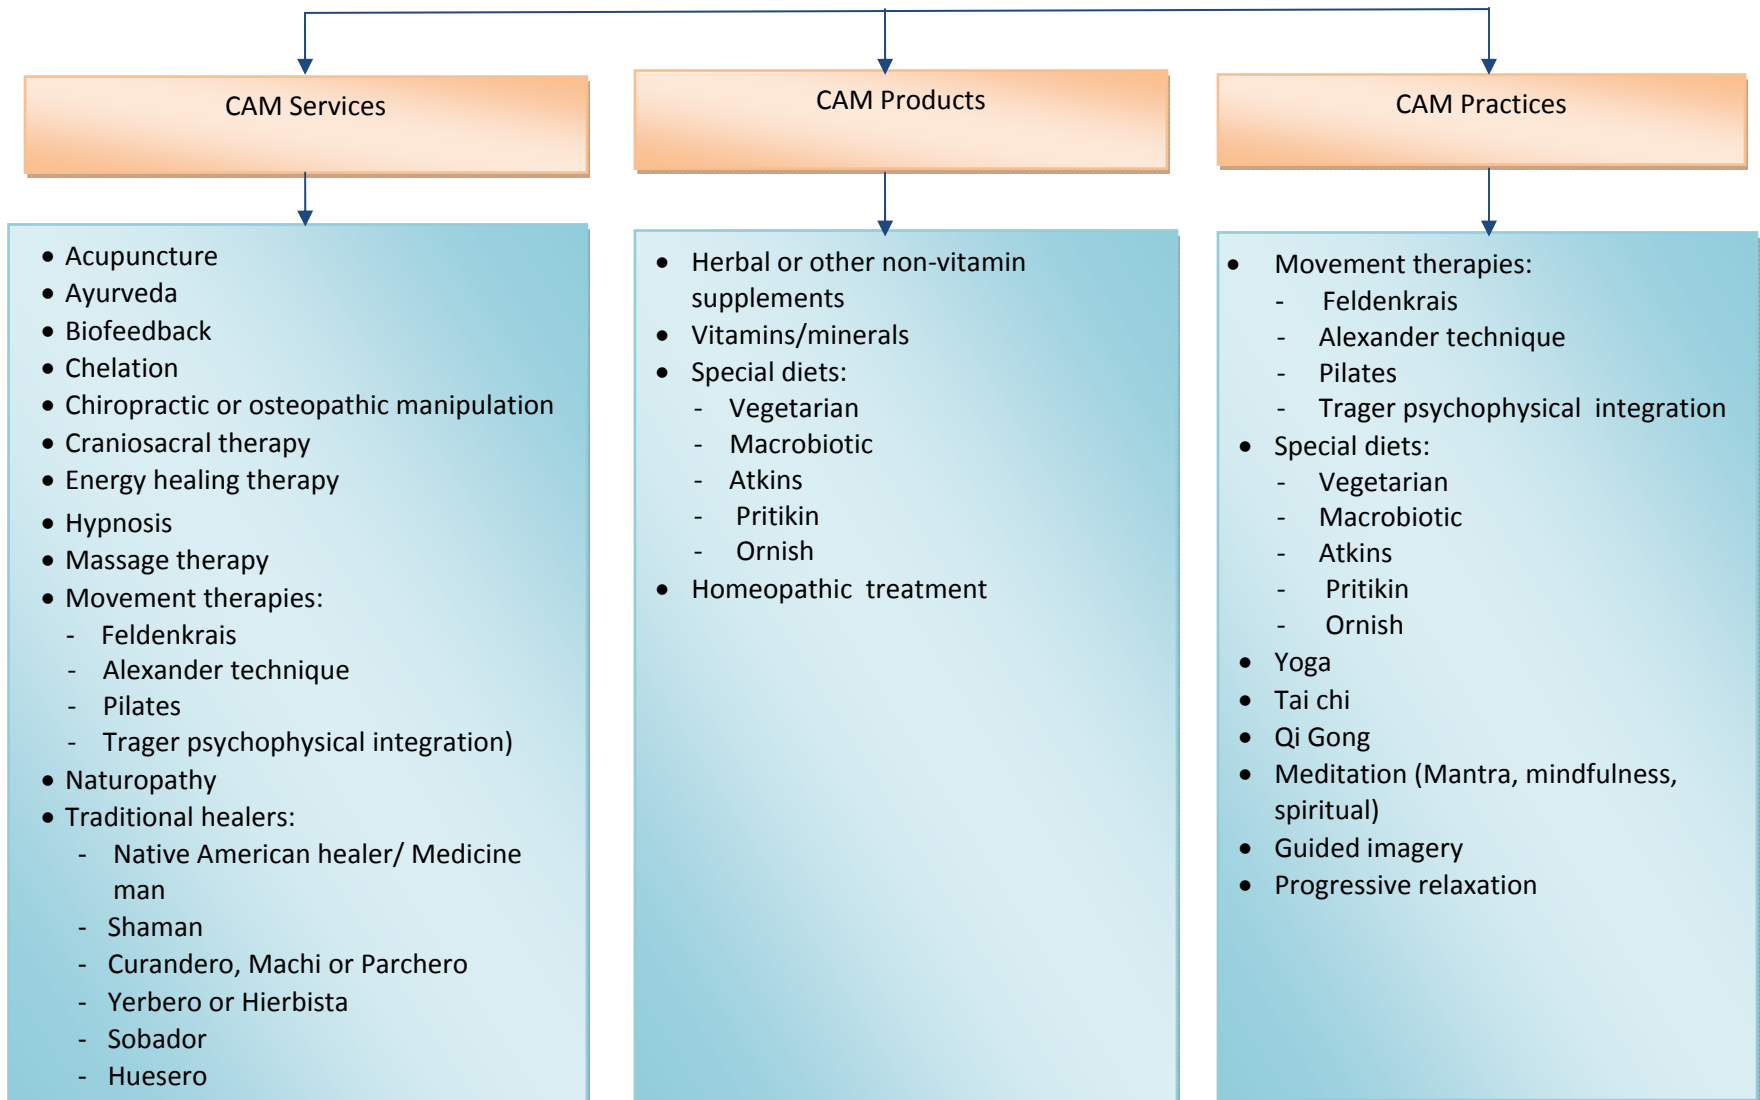 CAM Services
• Acupuncture
• Ayurveda
• Biofeedback
• Chelation
• Chiropractic or osteopathic manipulation
• Craniosacral therapy
• Energy healing therapy
• Hypnosis
• Massage therapy
• Movement therapies:
- Feldenkrais
- Alexander technique
- Pilates
- Trager psychophysical integration)
• Naturopathy
• Traditional healers:
- Native American healer/ Medicine
man
- Shaman
- Curandero, Machi or Parchero
- Yerbero or Hierbista
- Sobador
- Huesero
CAM Products
• Herbal or other non-vitamin
supplements
• Vitamins/minerals
• Special diets:
- Vegetarian
- Macrobiotic
- Atkins
- Pritikin
- Ornish
• Homeopathic treatment
CAM Practices
• Movement therapies:
- Feldenkrais
- Alexander technique
- Pilates
- Trager psychophysical integration
• Special diets:
- Vegetarian
- Macrobiotic
- Atkins
- Pritikin
- Ornish
• Yoga
• Tai chi
• Qi Gong
• Meditation (Mantra, mindfulness,
spiritual)
• Guided imagery
• Progressive relaxation